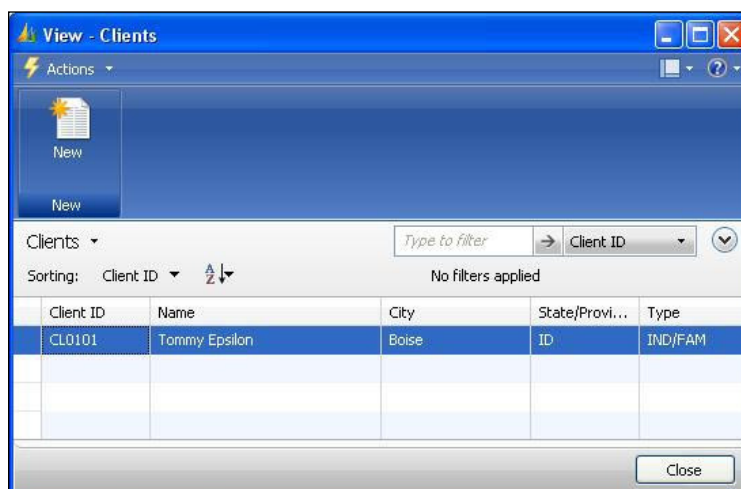 View - Clients
Actions
New
New
Clients
Type to filter
Client ID
Sorting: Client ID
No filters applied
Client ID Name City State/Provi... Type
CL0101 Tommy Epsilon Boise ID IND/FAM
Close